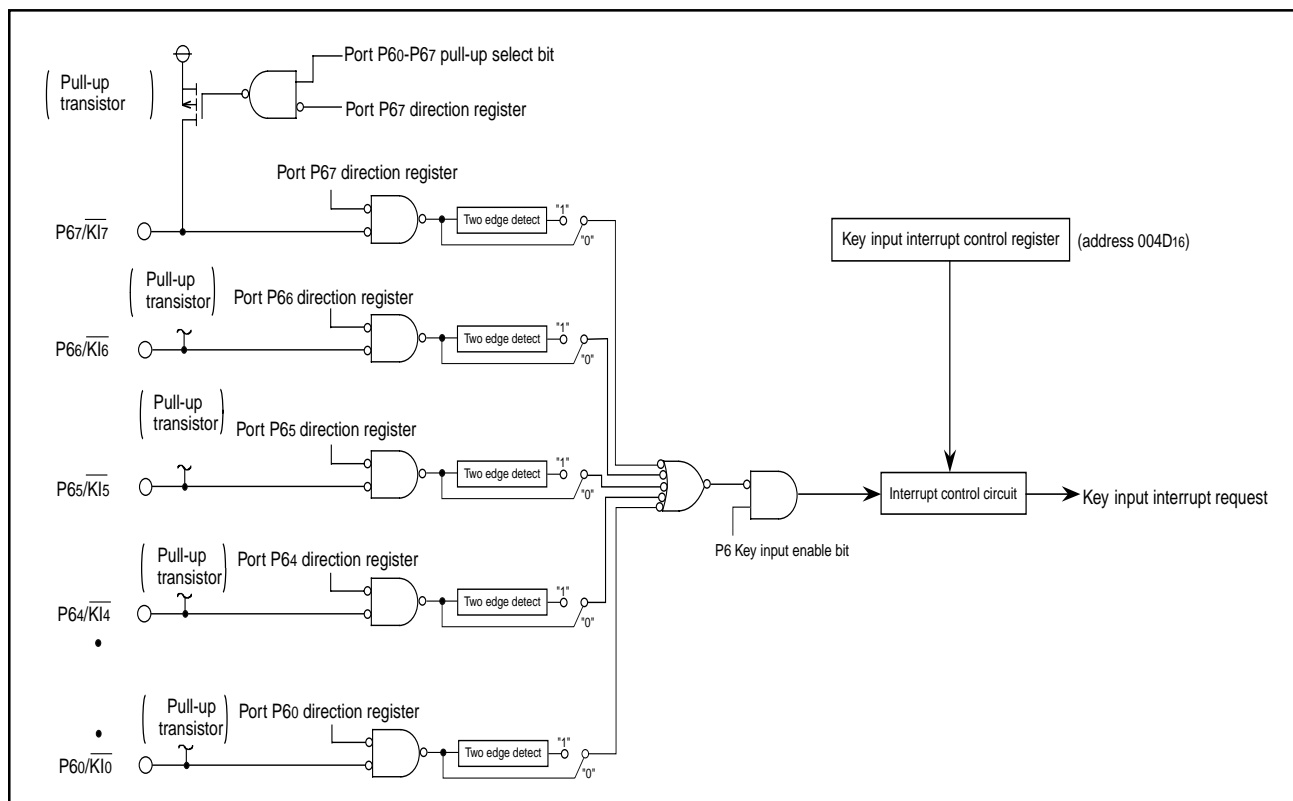 Port P60-P67 pull-up select bit
Pull-up
transistor
Port P67 direction register
Port P67 direction register
P67/KI7
Two edge detect
"1"
"0"
Key input interrupt control register
(address 004D16)
Pull-up
transistor
Port P66 direction register
P66/KI6
Two edge detect
"1"
"0"
Pull-up
transistor
Port P65 direction register
P65/KI5
Two edge detect
"1"
"0"
Interrupt control circuit
Key input interrupt request
P6 Key input enable bit
Pull-up
transistor
Port P64 direction register
P64/KI4
Two edge detect
"1"
"0"
Pull-up
transistor
Port P60 direction register
P60/KI0
Two edge detect
"1"
"0"